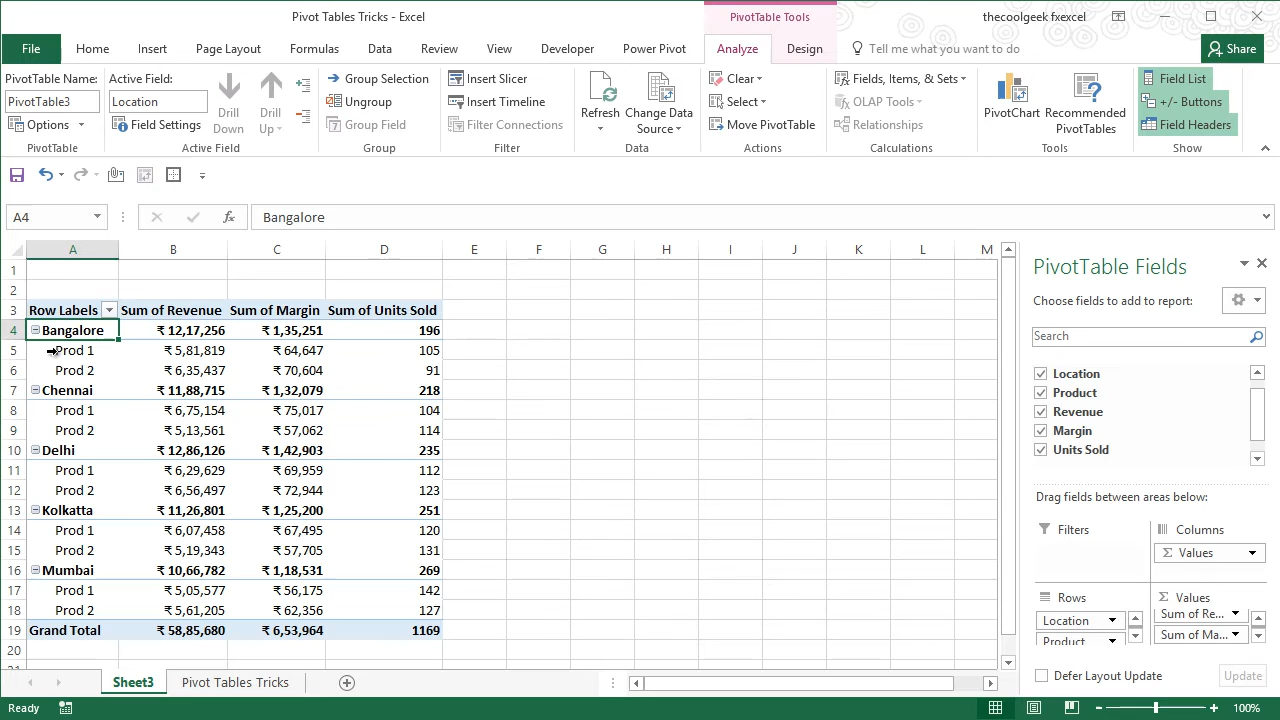 Pivot Tables Tricks - Excel
PivotTable Tools
thecoolgeek fxexcel
File Home Insert Page Layout Formulas Data Review View Developer Power Pivot Analyze Design Tell me what you want to do Share
PivotTable Name:
PivotTable3
Options
PivotTable
Active Field:
Location
Field Settings
Drill Down
Drill Up
Active Field
Group Selection
Ungroup
Group Field
Group
Insert Slicer
Insert Timeline
Filter Connections
Filter
Refresh
Change Data Source
Data
Clear
Select
Move PivotTable
Actions
Fields, Items, & Sets
OLAP Tools
Relationships
Calculations
PivotChart
Recommended PivotTables
Tools
Field List
+/- Buttons
Field Headers
Show
A4 fx Bangalore
A B C D E F G H I J K L M
1
2
3 Row Labels Sum of Revenue Sum of Margin Sum of Units Sold
4 Bangalore ₹ 12,17,256 ₹ 1,35,251 196
5 Prod 1 ₹ 5,81,819 ₹ 64,647 105
6 Prod 2 ₹ 6,35,437 ₹ 70,604 91
7 Chennai ₹ 11,88,715 ₹ 1,32,079 218
8 Prod 1 ₹ 6,75,154 ₹ 75,017 104
9 Prod 2 ₹ 5,13,561 ₹ 57,062 114
10 Delhi ₹ 12,86,126 ₹ 1,42,903 235
11 Prod 1 ₹ 6,29,629 ₹ 69,959 112
12 Prod 2 ₹ 6,56,497 ₹ 72,944 123
13 Kolkatta ₹ 11,26,801 ₹ 1,25,200 251
14 Prod 1 ₹ 6,07,458 ₹ 67,495 120
15 Prod 2 ₹ 5,19,343 ₹ 57,705 131
16 Mumbai ₹ 10,66,782 ₹ 1,18,531 269
17 Prod 1 ₹ 5,05,577 ₹ 56,175 142
18 Prod 2 ₹ 5,61,205 ₹ 62,356 127
19 Grand Total ₹ 58,85,680 ₹ 6,53,964 1169
20
21
PivotTable Fields
Choose fields to add to report:
Search
Location
Product
Revenue
Margin
Units Sold
Drag fields between areas below:
Filters
Columns
Σ Values
Rows
Location
Product
Σ Values
Sum of Re...
Sum of Ma...
Defer Layout Update Update
Sheet3 Pivot Tables Tricks
Ready 100%